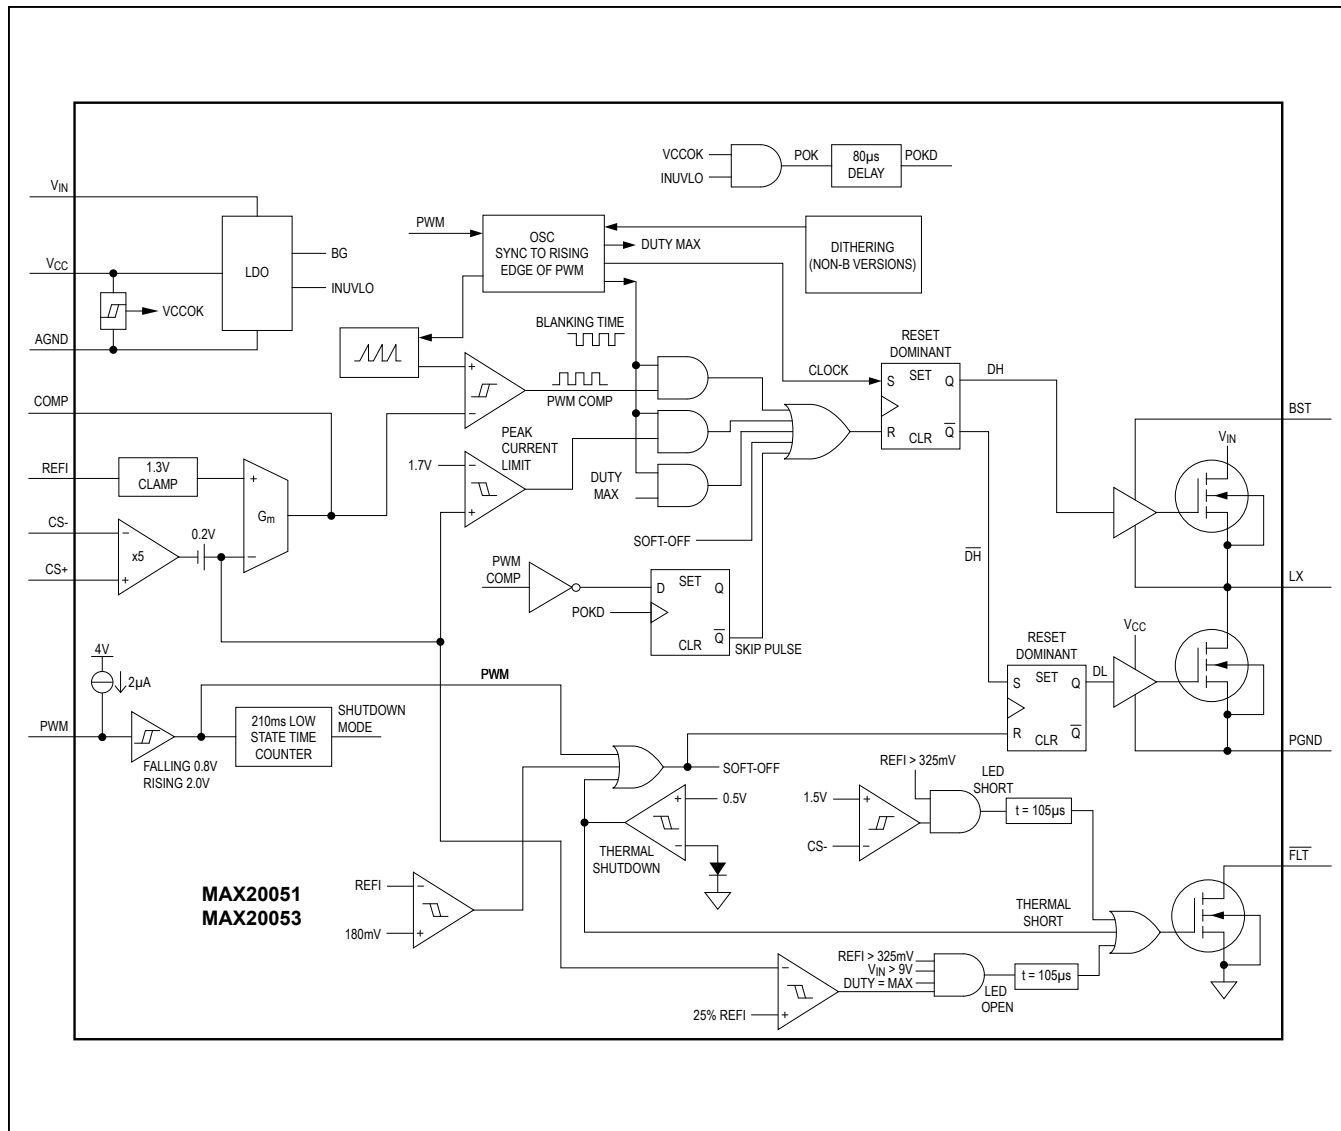 VCCOK
INUVLO
POK
80µs
DELAY
POKD
VIN
VCC
AGND
LDO
BG
INUVLO
VCCOK
PWM
OSC
SYNC TO RISING
EDGE OF PWM
DUTY MAX
DITHERING
(NON-B VERSIONS)
BLANKING TIME
CLOCK
RESET
DOMINANT
S
SET
Q
R
CLR
Q
DH
DH
COMP
REFI
1.3V
CLAMP
+
Gm
−
CS-
CS+
−
x5
+
0.2V
+
−
PWM COMP
PEAK
CURRENT
LIMIT
1.7V
−
+
DUTY
MAX
SOFT-OFF
PWM
COMP
POKD
D
SET
Q
CLR
Q
SKIP PULSE
BST
VIN
LX
VCC
PGND
RESET
DOMINANT
S
SET
Q
R
CLR
Q
DL
4V
2µA
PWM
FALLING 0.8V
RISING 2.0V
210ms LOW
STATE TIME
COUNTER
SHUTDOWN
MODE
PWM
SOFT-OFF
+
0.5V
−
THERMAL
SHUTDOWN
REFI
−
180mV
+
REFI > 325mV
LED
SHORT
1.5V
+
CS-
−
t = 105µs
THERMAL
SHORT
FLT
REFI > 325mV
VIN > 9V
DUTY = MAX
LED
OPEN
t = 105µs
−
25% REFI
+
MAX20051
MAX20053